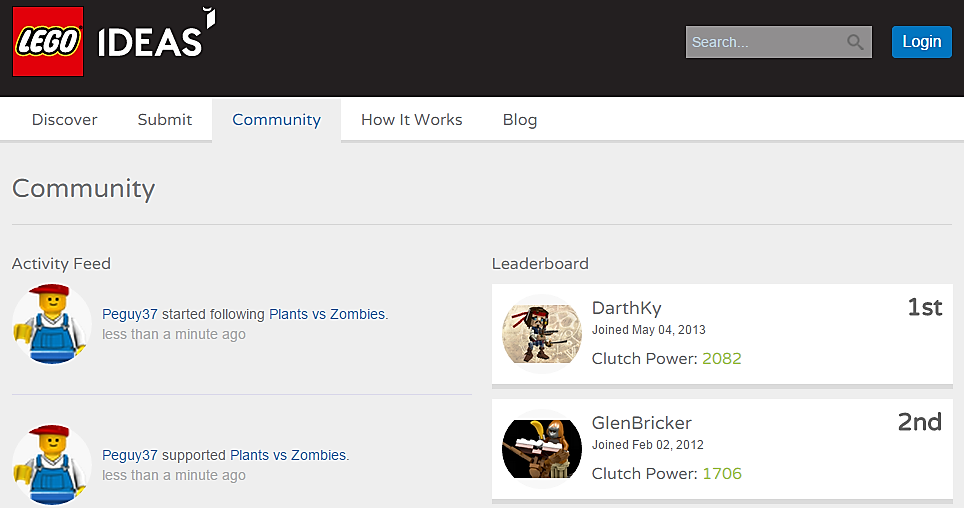 LEGO IDEAS
Search...
Login
Discover
Submit
Community
How It Works
Blog
Community
Activity Feed
Peguy37 started following Plants vs Zombies.
less than a minute ago
Peguy37 supported Plants vs Zombies.
less than a minute ago
Leaderboard
DarthKy
1st
Joined May 04, 2013
Clutch Power: 2082
GlenBricker
2nd
Joined Feb 02, 2012
Clutch Power: 1706